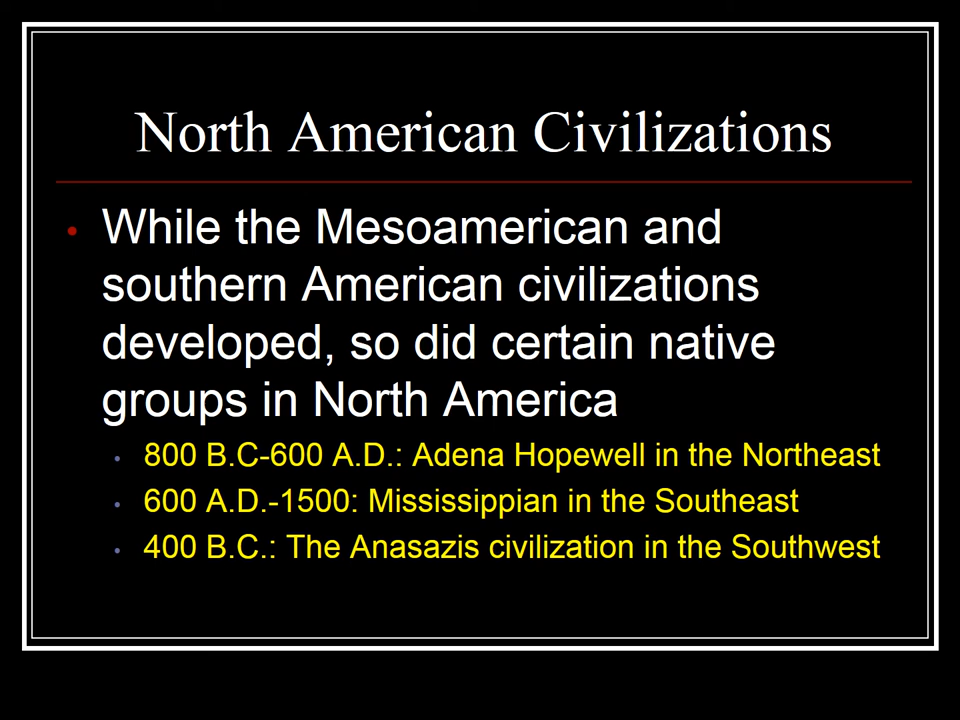 North American Civilizations
• While the Mesoamerican and
southern American civilizations
developed, so did certain native
groups in North America
• 800 B.C-600 A.D.: Adena Hopewell in the Northeast
• 600 A.D.-1500: Mississippian in the Southeast
• 400 B.C.: The Anasazis civilization in the Southwest